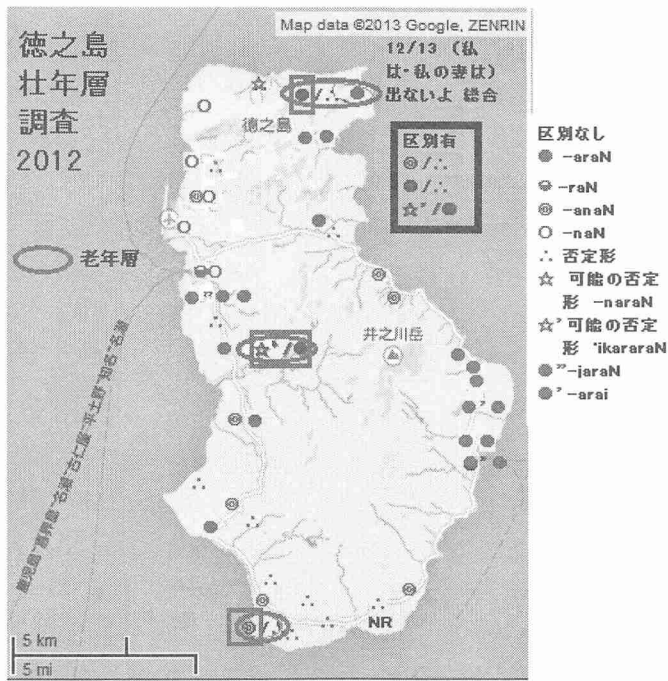 Map data ©2013 Google, ZENRIN
徳之島
壮年層
調査
2012
12/13 (私
は・私の妻は)
出ないよ 総合
徳之島
区別有
◎/∴
●/∴
☆’/●
老年層
井之川岳
NR
5 km
5 mi
区別なし
● -araN
-raN
◎ -anaN
○ -naN
∴ 否定形
☆ 可能の否定
形 -naraN
☆’可能の否定
形 'ikararaN
●”-jaraN
●’-arai